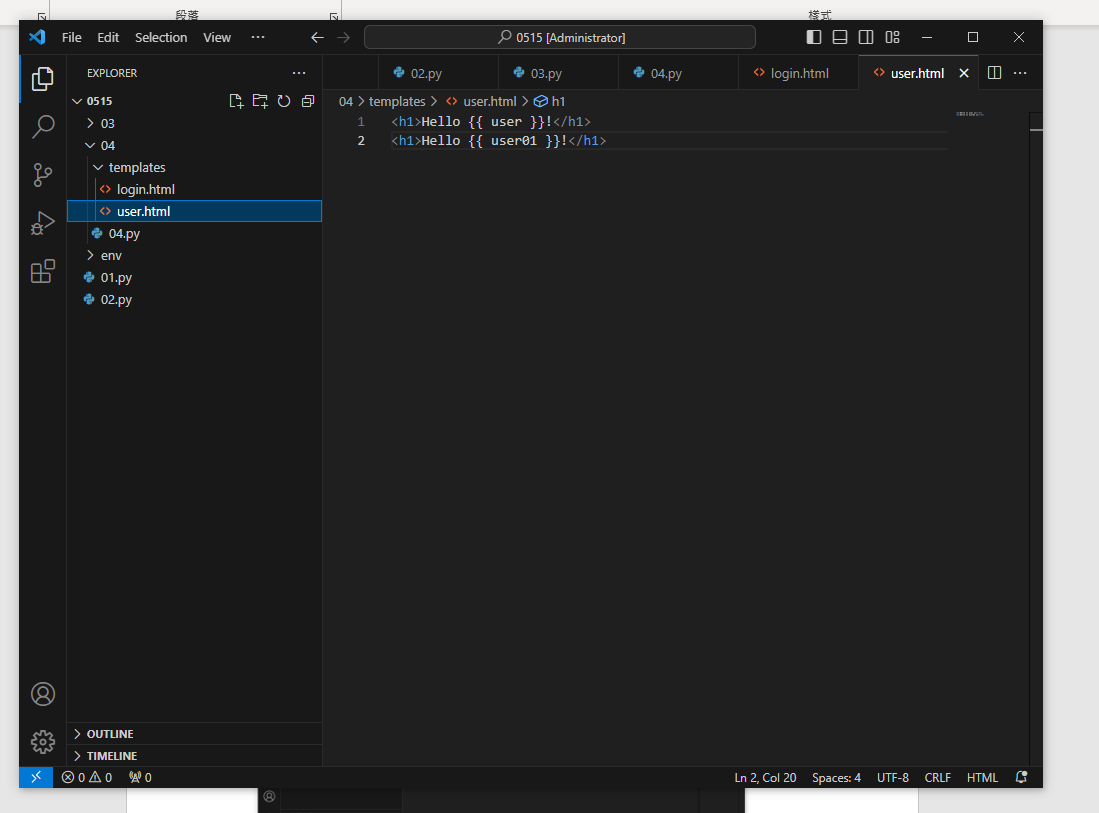 段落
樣式
File Edit Selection View ··· 0515 [Administrator]
EXPLORER ···
02.py 03.py 04.py login.html user.html ···
0515
04 > templates > user.html > h1
03
04
templates
login.html
user.html
04.py
env
01.py
02.py
1 <h1>Hello {{ user }}!</h1>
2 <h1>Hello {{ user01 }}!</h1>
OUTLINE
TIMELINE
0 0 0 Ln 2, Col 20 Spaces: 4 UTF-8 CRLF HTML